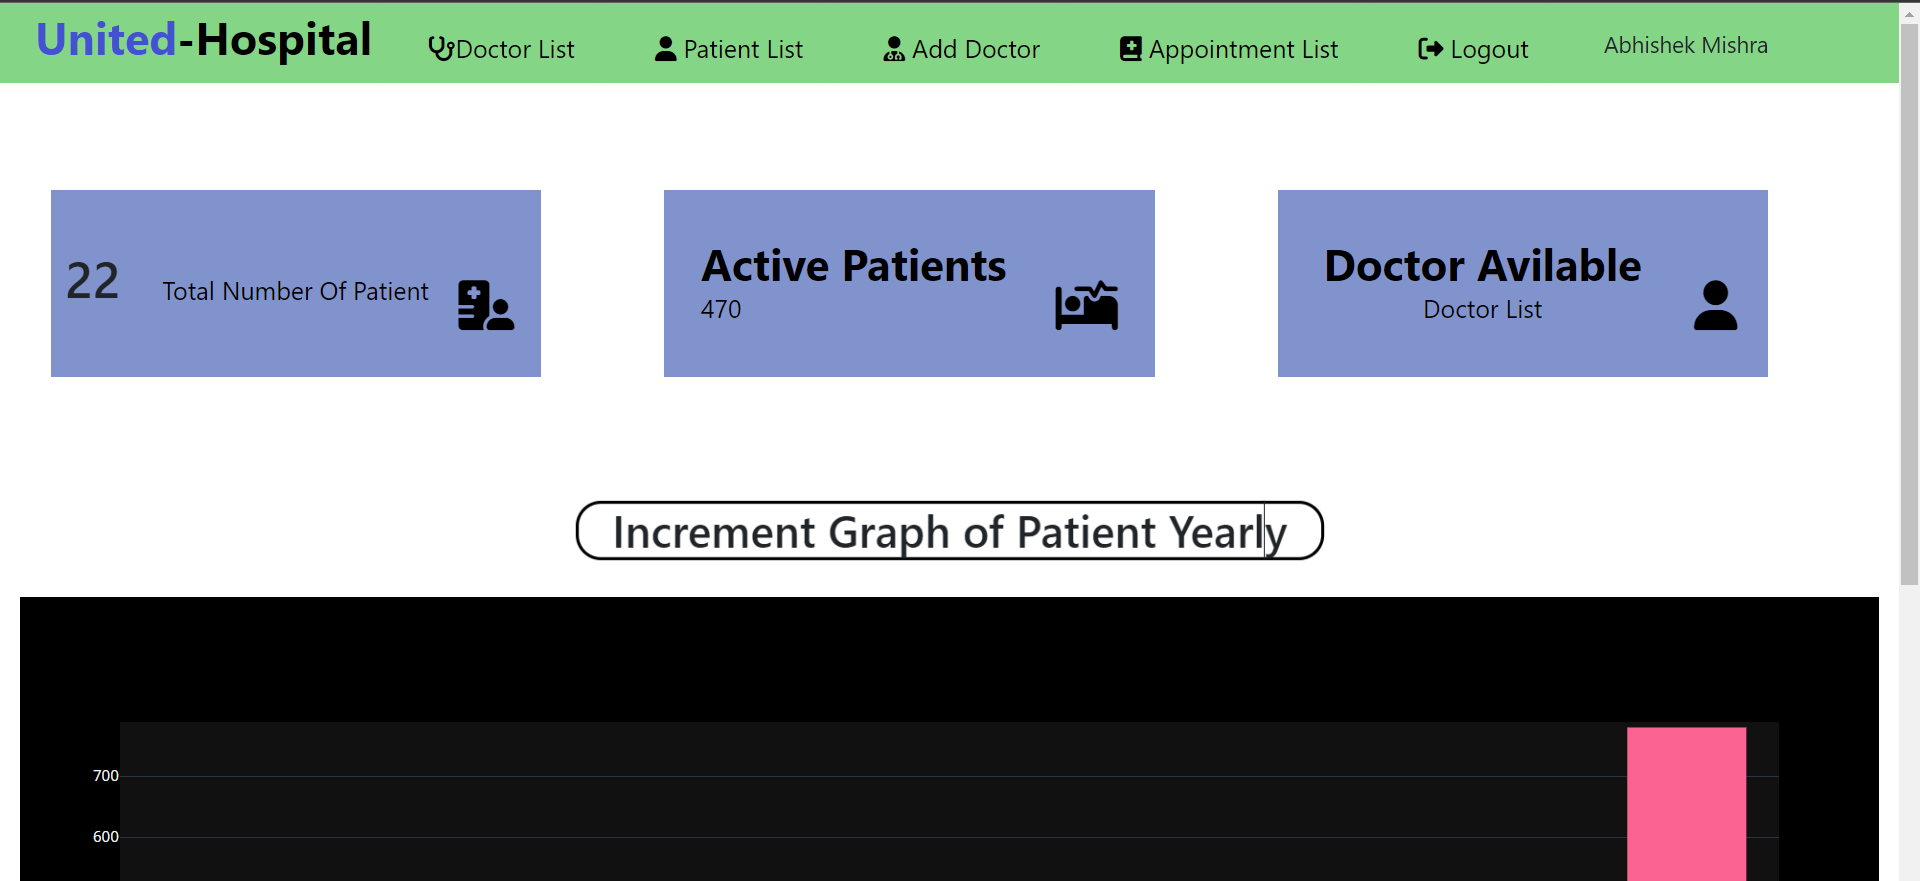 United-Hospital Doctor List Patient List Add Doctor Appointment List Logout Abhishek Mishra
22 Total Number Of Patient
Active Patients
470
Doctor Avilable
Doctor List
Increment Graph of Patient Yearly
700
600